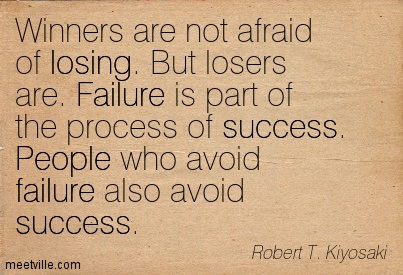 Winners are not afraid
of losing. But losers
are. Failure is part of
the process of success.
People who avoid
failure also avoid
success.
Robert T. Kiyosaki
meetville.com